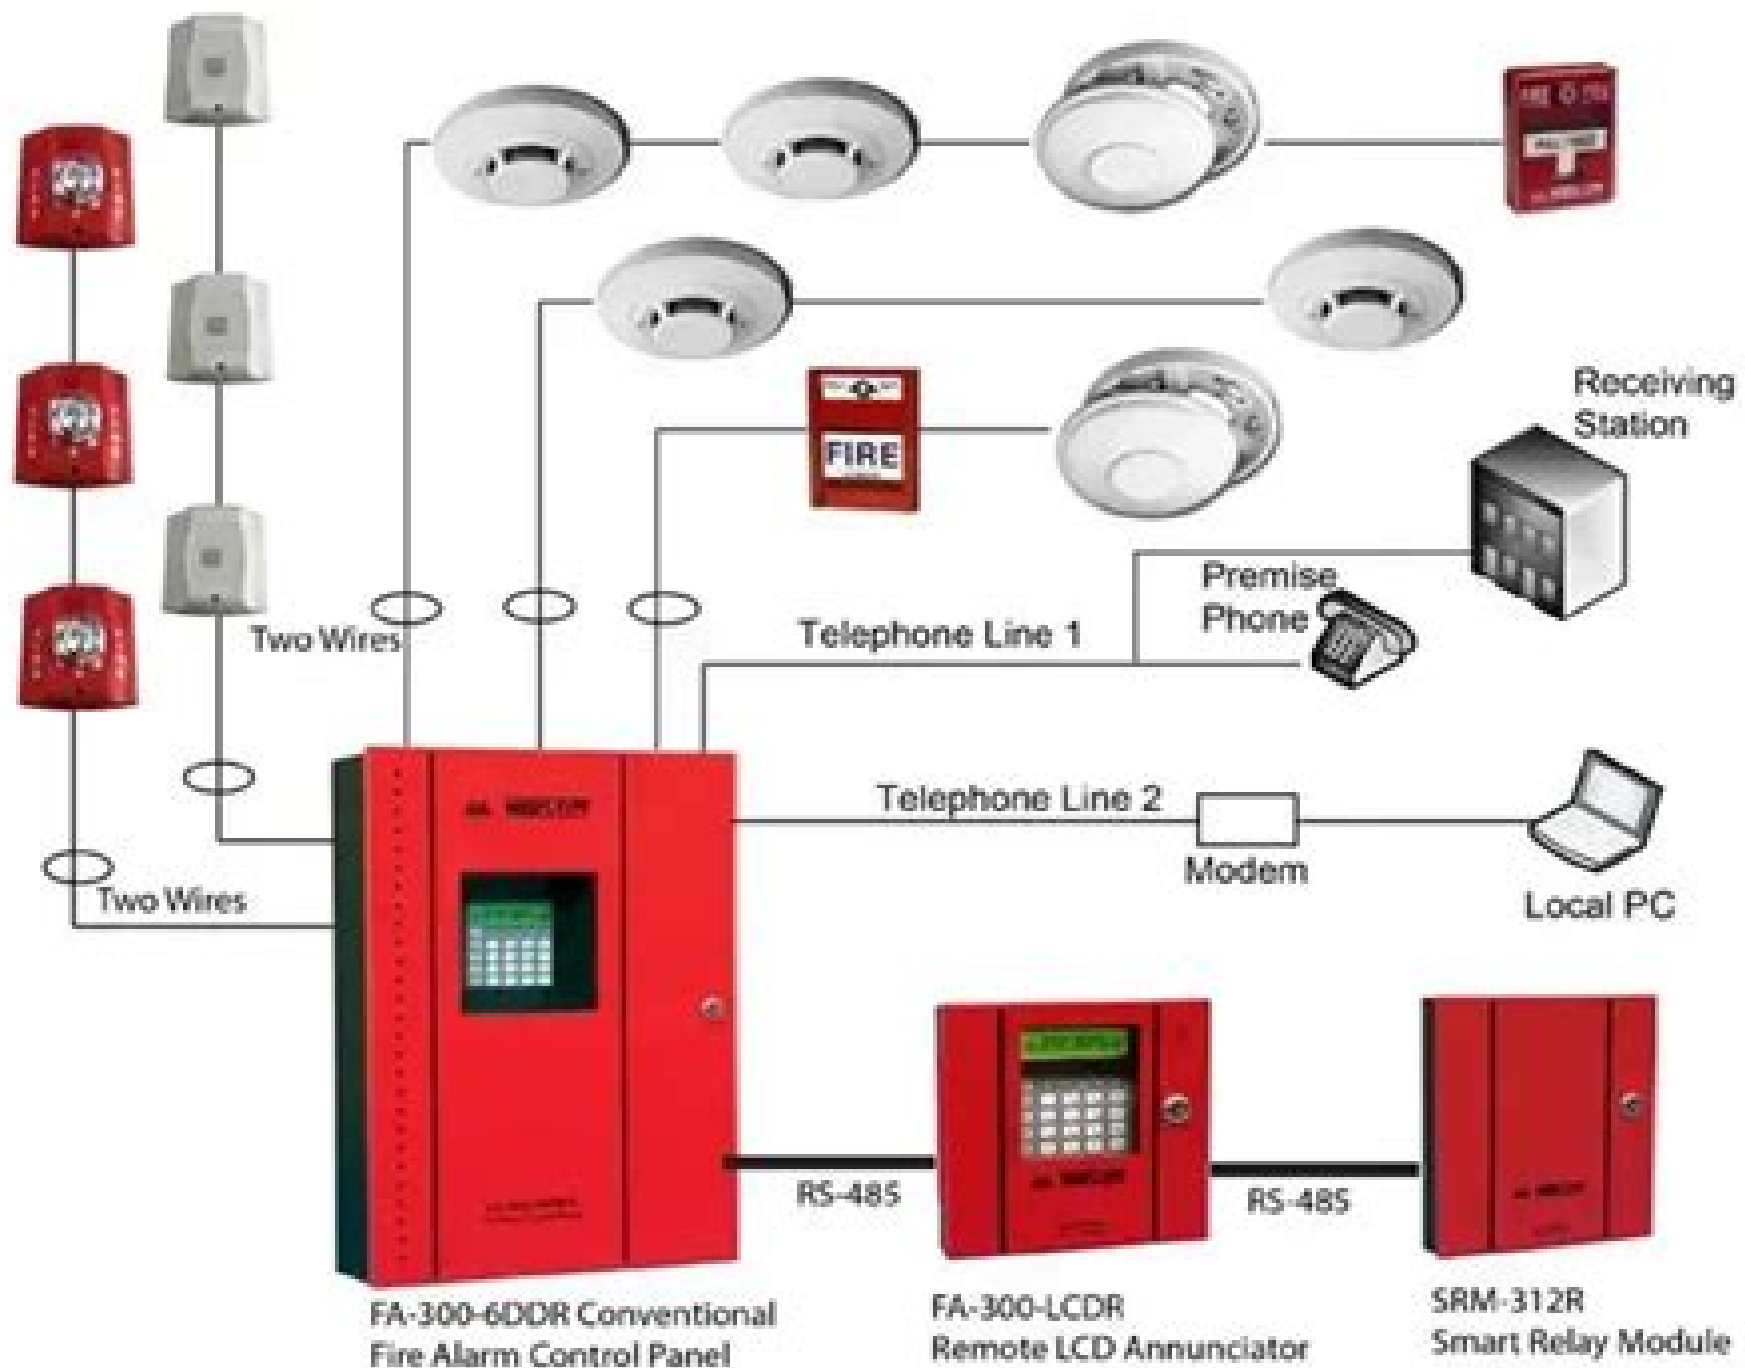 Receiving
Station
FIRE
Premise
Phone
Two Wires
Telephone Line 1
Telephone Line 2
Modem
Two Wires
Local PC
RS-485
RS-485
FA-300-6DDR Conventional
Fire Alarm Control Panel
FA-300-LCDR
Remote LCD Annunciator
SRM-312R
Smart Relay Module